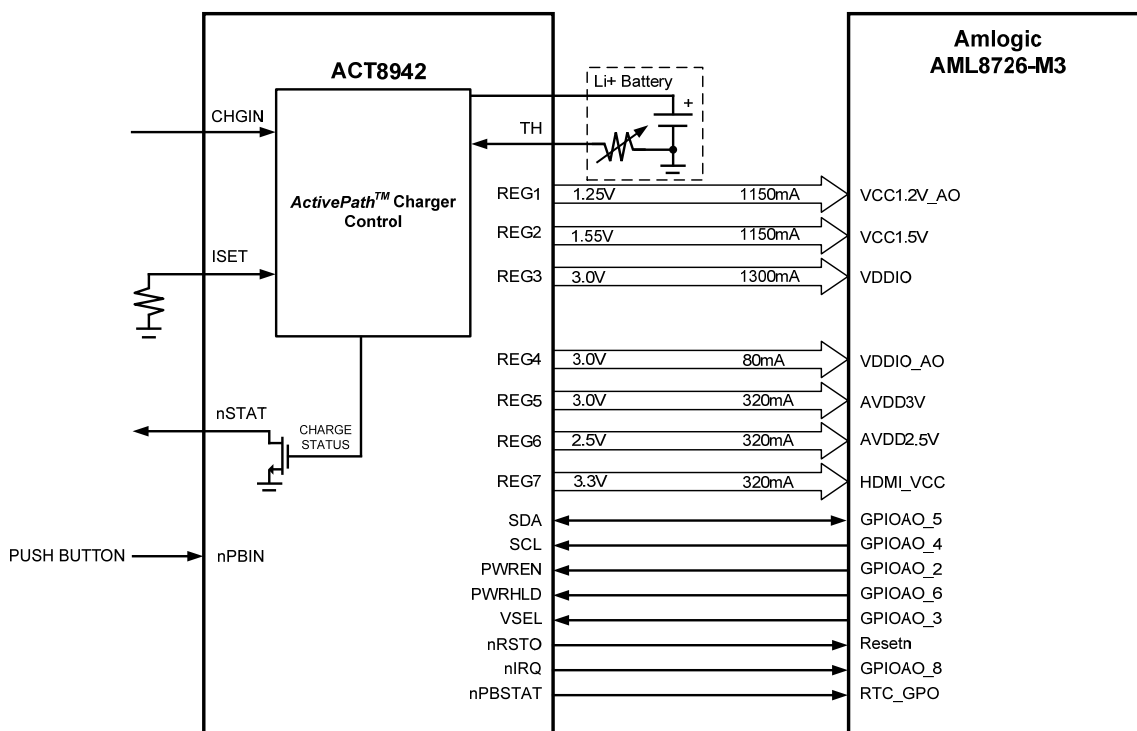 Amlogic
AML8726-M3
ACT8942
Li+ Battery
+
CHGIN
TH
ActivePath™ Charger
Control
REG1 1.25V 1150mA VCC1.2V_AO
REG2 1.55V 1150mA VCC1.5V
ISET
REG3 3.0V 1300mA VDDIO
REG4 3.0V 80mA VDDIO_AO
REG5 3.0V 320mA AVDD3V
nSTAT
CHARGE
STATUS
REG6 2.5V 320mA AVDD2.5V
REG7 3.3V 320mA HDMI_VCC
SDA GPIOAO_5
SCL GPIOAO_4
PUSH BUTTON nPBIN
PWREN GPIOAO_2
PWRHLD GPIOAO_6
VSEL GPIOAO_3
nRSTO Resetn
nIRQ GPIOAO_8
nPBSTAT RTC_GPO